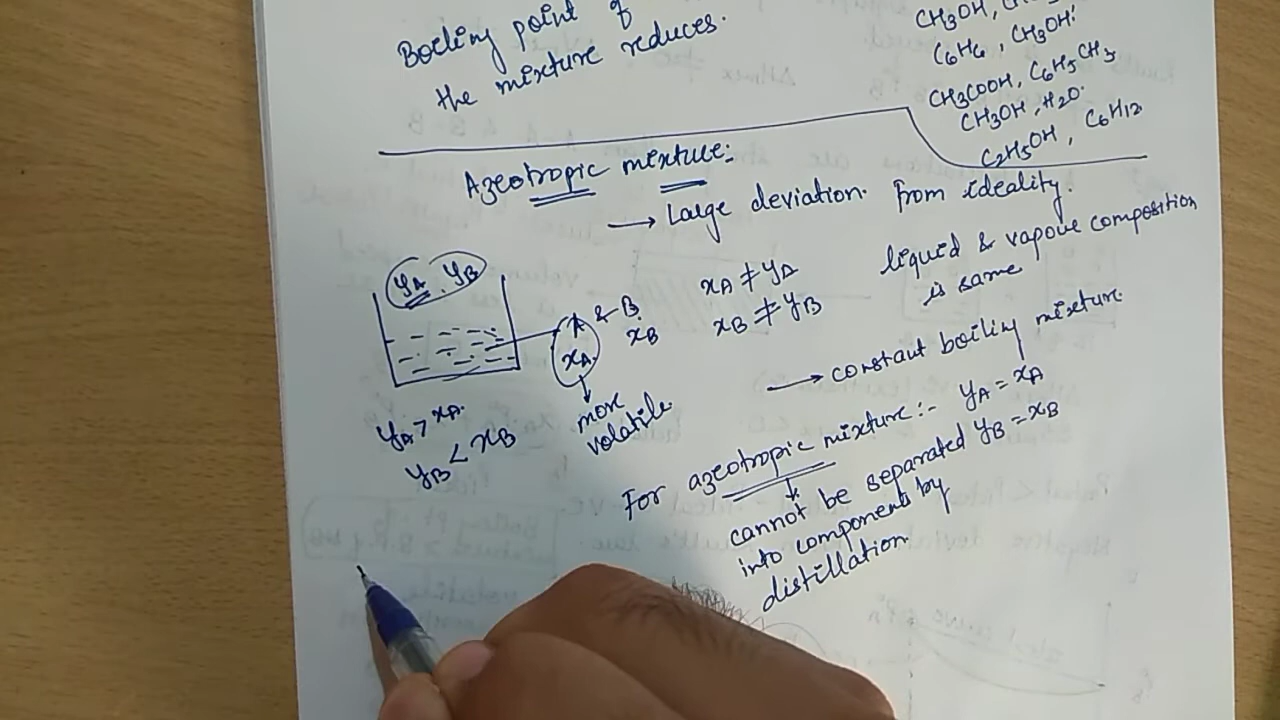 Boiling point of
the mixture reduces.
CH3OH,
C6H6, CH3OH
CH3COOH, C6H5CH3
CH3OH, H2O
C2H5OH, C6H12
Azeotropic mixture:
→ Large deviation from ideality.
liquid & vapour composition
is same
yA, yB
A & B
xA xB
more
volatile
yA > xA
yB < xB
xA ≠ yA
xB ≠ yB
→ constant boiliy mixture
For azeotropic mixture:- yA = xA
yB = xB
cannot be separated
into components by
distillation